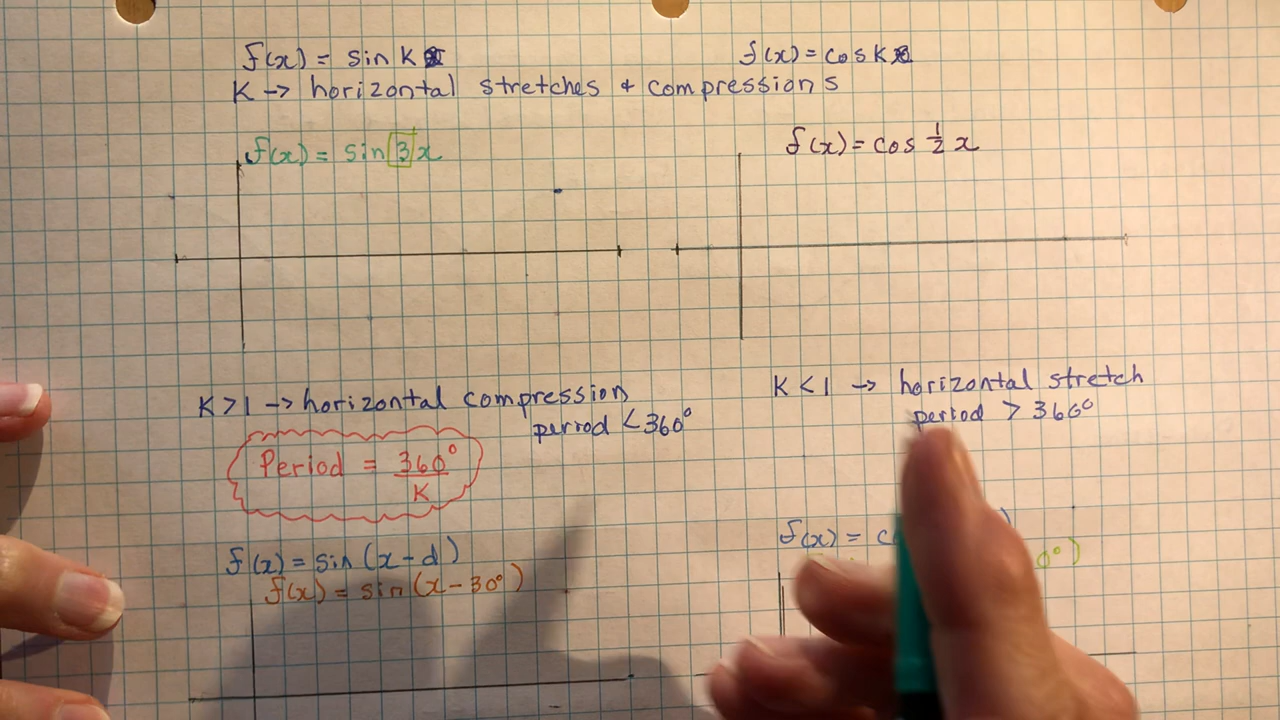 f(x) = sin kx
f(x) = cos kx
K → horizontal stretches + compressions
f(x) = sin 3x
f(x) = cos 1/2 x
K > 1 → horizontal compression
period < 360°
K < 1 → horizontal stretch
period > 360°
Period = 360°/K
f(x) = sin (x - d)
f(x) = sin (x - 30°)
f(x) =